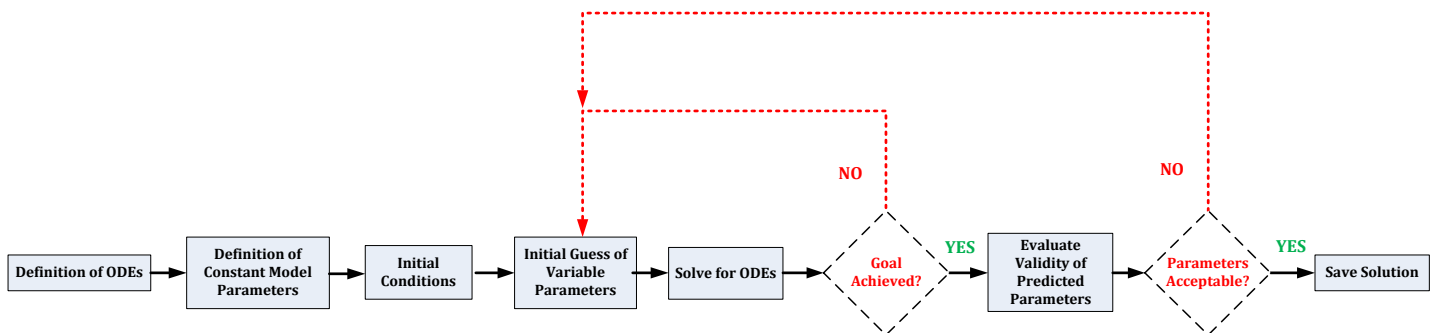 NO
NO
Definition of ODEs
Definition of
Constant Model
Parameters
Initial
Conditions
Initial Guess of
Variable
Parameters
Solve for ODEs
Goal
Achieved?
YES
Evaluate
Validity of
Predicted
Parameters
Parameters
Acceptable?
YES
Save Solution